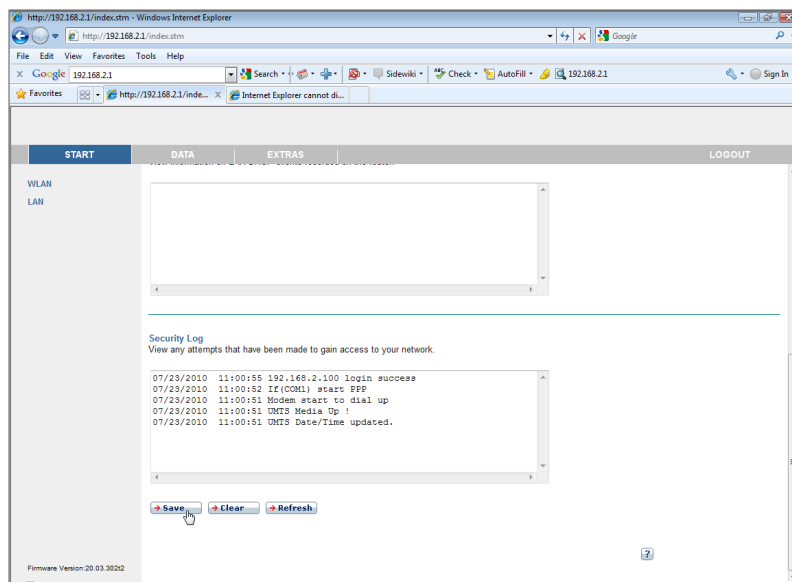 http://192.168.2.1/index.stm - Windows Internet Explorer
http://192.168.2.1/index.stm
Google
File Edit View Favorites Tools Help
x Google 192.168.2.1 Search Sidewiki Check AutoFill 192.168.2.1 Sign In
Favorites http://192.168.2.1/inde... X Internet Explorer cannot di...
START DATA EXTRAS LOGOUT
WLAN
LAN
Security Log
View any attempts that have been made to gain access to your network.
07/23/2010 11:00:55 192.168.2.100 login success
07/23/2010 11:00:52 If(COM1) start PPP
07/23/2010 11:00:51 Modem start to dial up
07/23/2010 11:00:51 UMTS Media Up !
07/23/2010 11:00:51 UMTS Date/Time updated.
Save Clear Refresh
?
Firmware Version:20.03.302t2